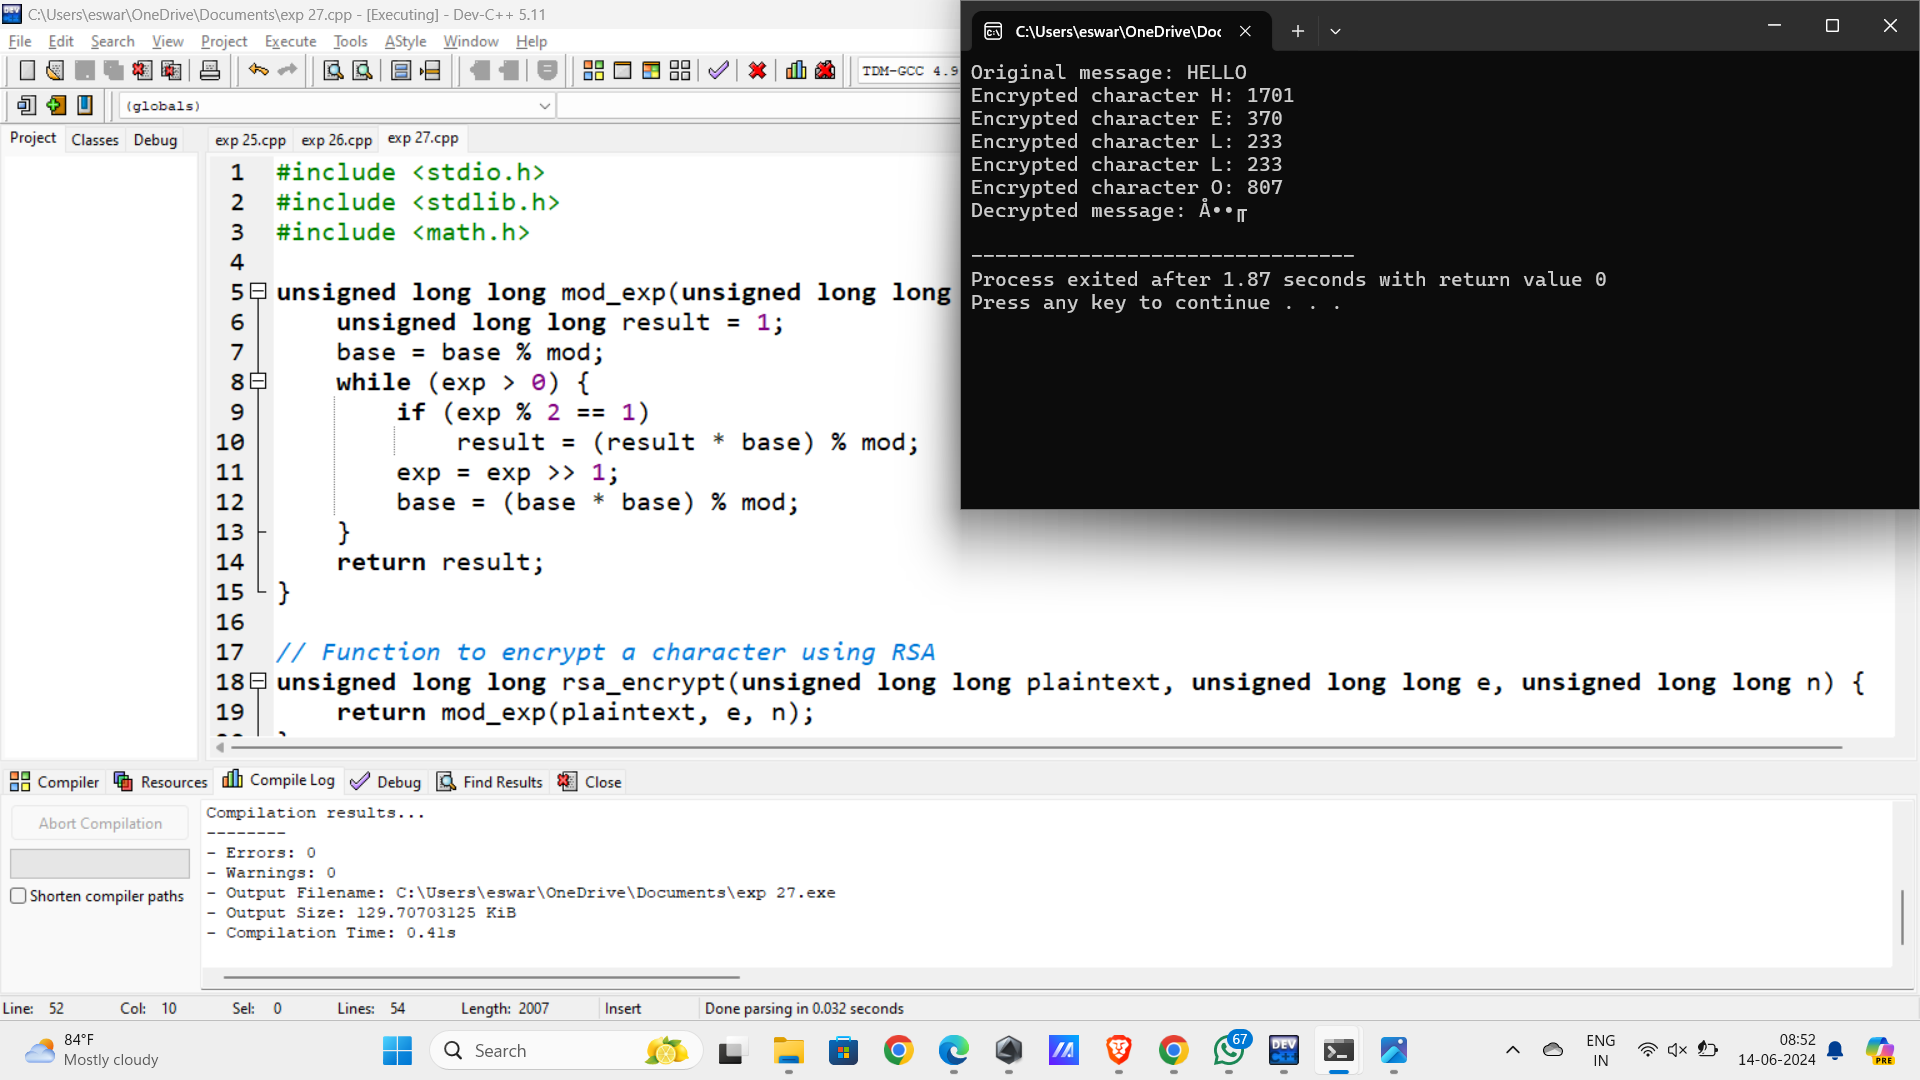 C:\Users\eswar\OneDrive\Documents\exp 27.cpp - [Executing] - Dev-C++ 5.11
File Edit Search View Project Execute Tools AStyle Window Help
TDM-GCC 4.9
(globals)
Project Classes Debug
exp 25.cpp exp 26.cpp exp 27.cpp
1 #include <stdio.h>
2 #include <stdlib.h>
3 #include <math.h>
4
5 unsigned long long mod_exp(unsigned long long
6 unsigned long long result = 1;
7 base = base % mod;
8 while (exp > 0) {
9 if (exp % 2 == 1)
10 result = (result * base) % mod;
11 exp = exp >> 1;
12 base = (base * base) % mod;
13 }
14 return result;
15 }
16
17 // Function to encrypt a character using RSA
18 unsigned long long rsa_encrypt(unsigned long long plaintext, unsigned long long e, unsigned long long n) {
19 return mod_exp(plaintext, e, n);
C:\Users\eswar\OneDrive\Doc
Original message: HELLO
Encrypted character H: 1701
Encrypted character E: 370
Encrypted character L: 233
Encrypted character L: 233
Encrypted character O: 807
Decrypted message: Å••╓
--------------------------------
Process exited after 1.87 seconds with return value 0
Press any key to continue . . .
Compiler Resources Compile Log Debug Find Results Close
Abort Compilation
Shorten compiler paths
Compilation results...
--------
- Errors: 0
- Warnings: 0
- Output Filename: C:\Users\eswar\OneDrive\Documents\exp 27.exe
- Output Size: 129.70703125 KiB
- Compilation Time: 0.41s
Line: 52 Col: 10 Sel: 0 Lines: 54 Length: 2007 Insert Done parsing in 0.032 seconds
84°F
Mostly cloudy
Search
67
DEV
ENG
IN
08:52
14-06-2024
PRE